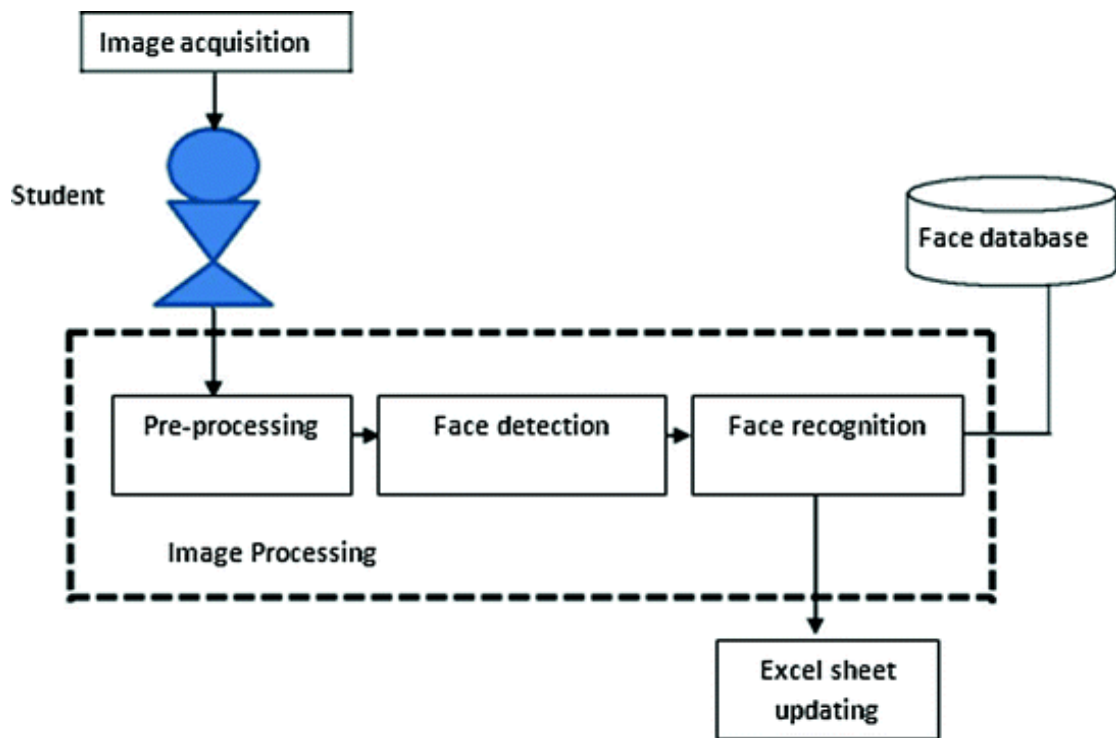 Image acquisition
Student
Face database
Pre-processing
Face detection
Face recognition
Image Processing
Excel sheet
updating